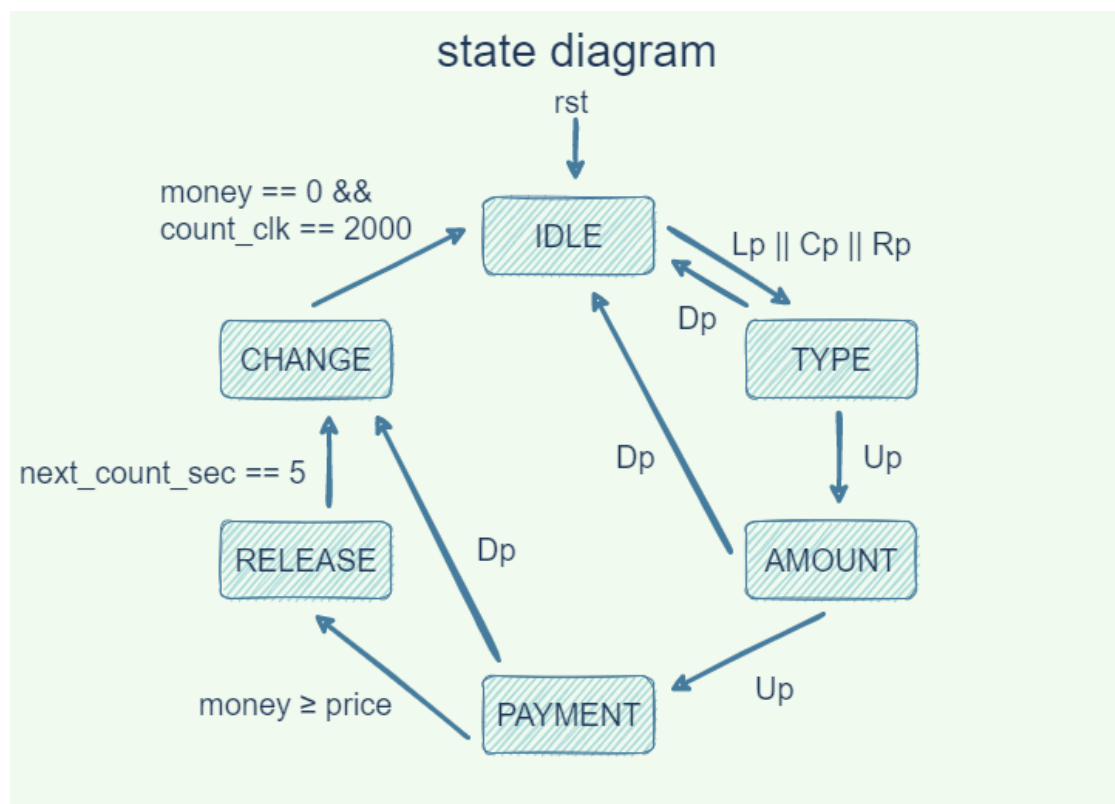 state diagram
rst
money == 0 &&
count_clk == 2000
IDLE
Lp || Cp || Rp
Dp
CHANGE
TYPE
Dp
Up
next_count_sec == 5
RELEASE
Dp
AMOUNT
money ≥ price
PAYMENT
Up